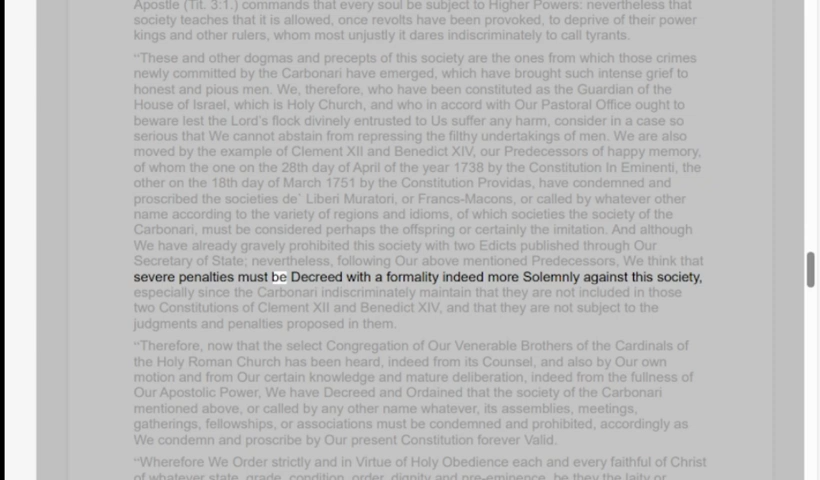 Apostle (Tit. 3:1.) commands that every soul be subject to Higher Powers: nevertheless that
society teaches that it is allowed, once revolts have been provoked, to deprive of their power
kings and other rulers, whom most unjustly it dares indiscriminately to call tyrants.
“These and other dogmas and precepts of this society are the ones from which those crimes
newly committed by the Carbonari have emerged, which have brought such intense grief to
honest and pious men. We, therefore, who have been constituted as the Guardian of the
House of Israel, which is Holy Church, and who in accord with Our Pastoral Office ought to
beware lest the Lord's flock divinely entrusted to Us suffer any harm, consider in a case so
serious that We cannot abstain from repressing the filthy undertakings of men. We are also
moved by the example of Clement XII and Benedict XIV, our Predecessors of happy memory,
of whom the one on the 28th day of April of the year 1738 by the Constitution In Eminenti, the
other on the 18th day of March 1751 by the Constitution Providas, have condemned and
proscribed the societies de` Liberi Muratori, or Francs-Macons, or called by whatever other
name according to the variety of regions and idioms, of which societies the society of the
Carbonari, must be considered perhaps the offspring or certainly the imitation. And although
We have already gravely prohibited this society with two Edicts published through Our
Secretary of State; nevertheless, following Our above mentioned Predecessors, We think that
severe penalties must be Decreed with a formality indeed more Solemnly against this society,
especially since the Carbonari indiscriminately maintain that they are not included in those
two Constitutions of Clement XII and Benedict XIV, and that they are not subject to the
judgments and penalties proposed in them.
“Therefore, now that the select Congregation of Our Venerable Brothers of the Cardinals of
the Holy Roman Church has been heard, indeed from its Counsel, and also by Our own
motion and from Our certain knowledge and mature deliberation, indeed from the fullness of
Our Apostolic Power, We have Decreed and Ordained that the society of the Carbonari
mentioned above, or called by any other name whatever, its assemblies, meetings,
gatherings, fellowships, or associations must be condemned and prohibited, accordingly as
We condemn and proscribe by Our present Constitution forever Valid.
“Wherefore We Order strictly and in Virtue of Holy Obedience each and every faithful of Christ
of whatever state, grade, condition, order, dignity and pre-eminence, be they the laity or